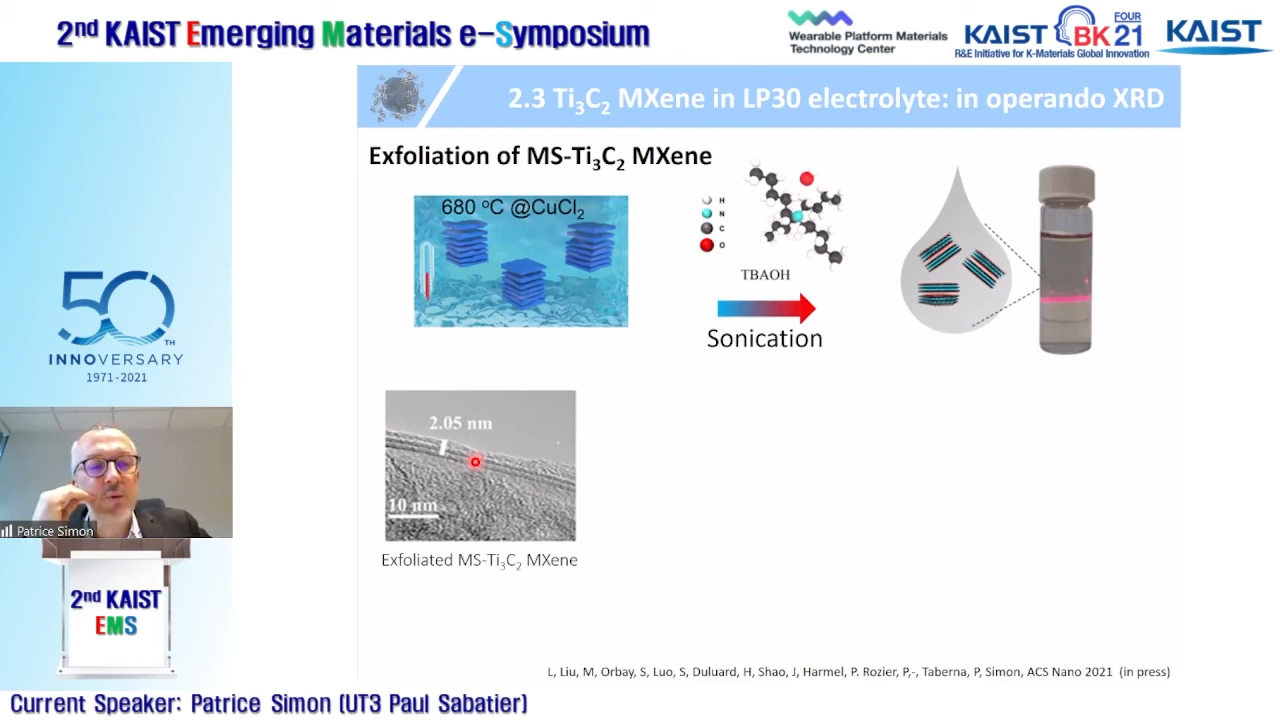 2nd KAIST Emerging Materials e-Symposium
Wearable Platform Materials
Technology Center
KAIST BK21 FOUR
R&E Initiative for K-Materials Global Innovation
KAIST
2.3 Ti3C2 MXene in LP30 electrolyte: in operando XRD
Exfoliation of MS-Ti3C2 MXene
680 °C @CuCl2
H
N
C
O
TBAOH
Sonication
50TH
INNOVERSARY
1971-2021
2.05 nm
10 nm
Exfoliated MS-Ti3C2 MXene
Patrice Simon
2nd KAIST
EMS
L, Liu, M, Orbay, S, Luo, S, Duluard, H, Shao, J, Harmel, P. Rozier, P,-, Taberna, P, Simon, ACS Nano 2021 (in press)
Current Speaker: Patrice Simon (UT3 Paul Sabatier)